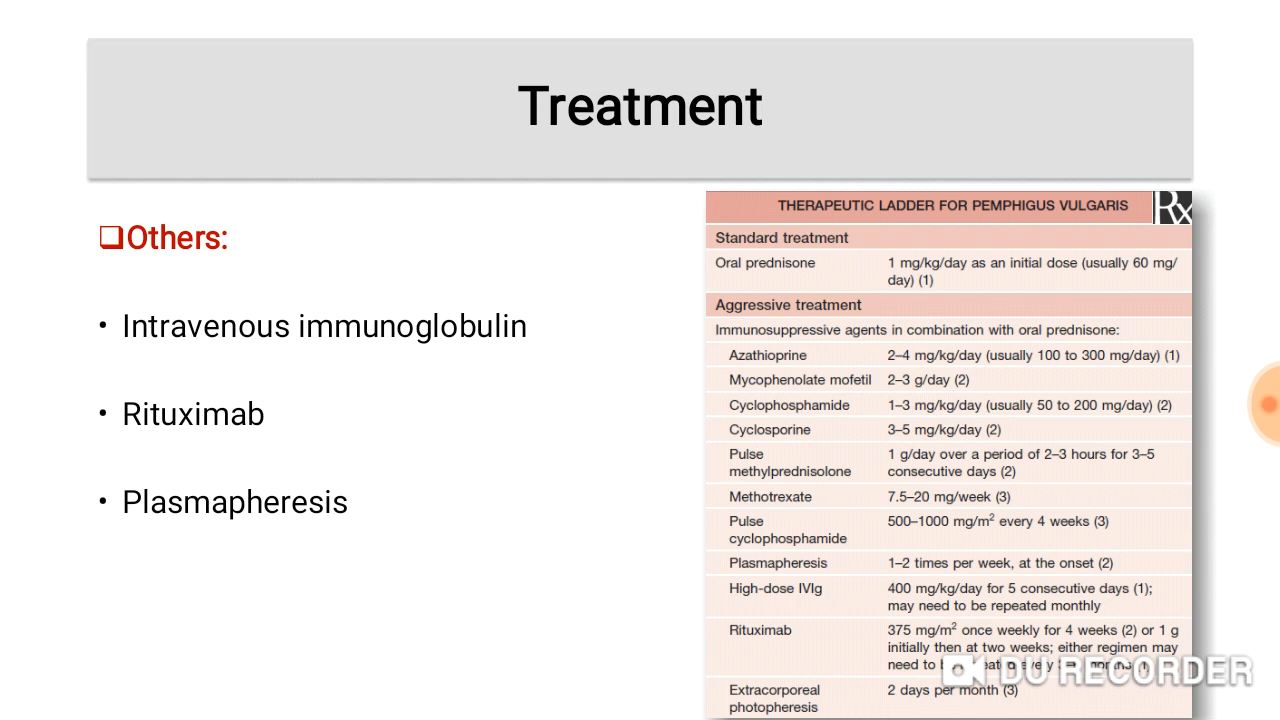 Treatment
❑Others:
• Intravenous immunoglobulin
• Rituximab
• Plasmapheresis
THERAPEUTIC LADDER FOR PEMPHIGUS VULGARIS Rx
Standard treatment
Oral prednisone 1 mg/kg/day as an initial dose (usually 60 mg/
day) (1)
Aggressive treatment
Immunosuppressive agents in combination with oral prednisone:
Azathioprine 2–4 mg/kg/day (usually 100 to 300 mg/day) (1)
Mycophenolate mofetil 2–3 g/day (2)
Cyclophosphamide 1–3 mg/kg/day (usually 50 to 200 mg/day) (2)
Cyclosporine 3–5 mg/kg/day (2)
Pulse 1 g/day over a period of 2–3 hours for 3–5
methylprednisolone consecutive days (2)
Methotrexate 7.5–20 mg/week (3)
Pulse 500–1000 mg/m² every 4 weeks (3)
cyclophosphamide
Plasmapheresis 1–2 times per week, at the onset (2)
High-dose IVIg 400 mg/kg/day for 5 consecutive days (1);
may need to be repeated monthly
Rituximab 375 mg/m² once weekly for 4 weeks (2) or 1 g
initially then at two weeks; either regimen may
need to
DU RECORDER
Extracorporeal 2 days per month (3)
photopheresis